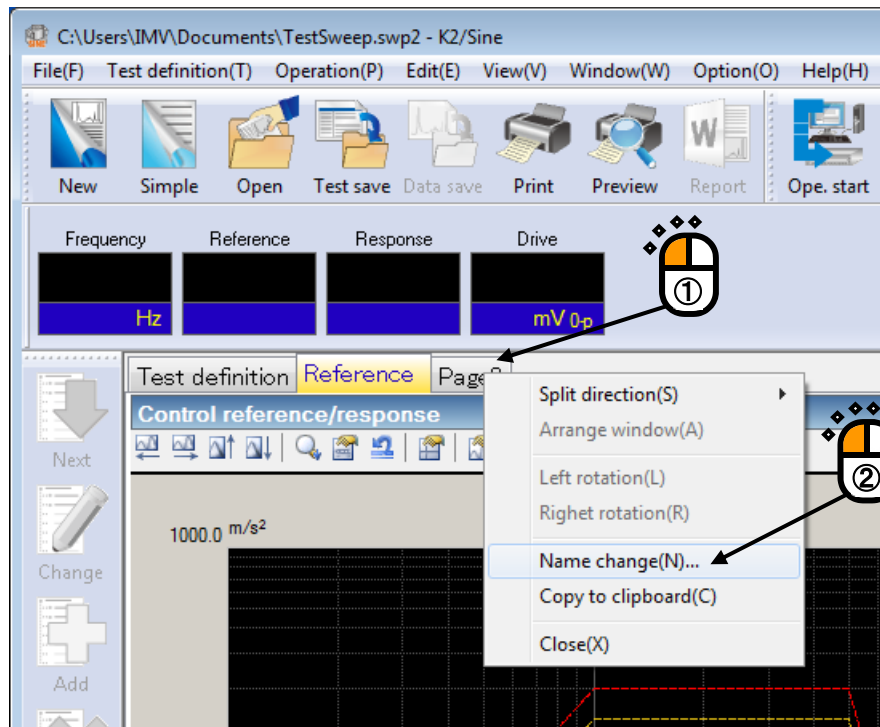 C:\Users\IMV\Documents\TestSweep.swp2 - K2/Sine
File(F) Test definition(T) Operation(P) Edit(E) View(V) Window(W) Option(O) Help(H)
New Simple Open Test save Data save Print Preview Report Ope. start
Frequency Reference Response Drive
Hz mV 0-p
①
Test definition Reference
Control reference/response
Split direction(S)
Arrange window(A)
②
Next
Left rotation(L)
Righet rotation(R)
1000.0 m/s²
Name change(N)...
Change
Copy to clipboard(C)
Close(X)
Add